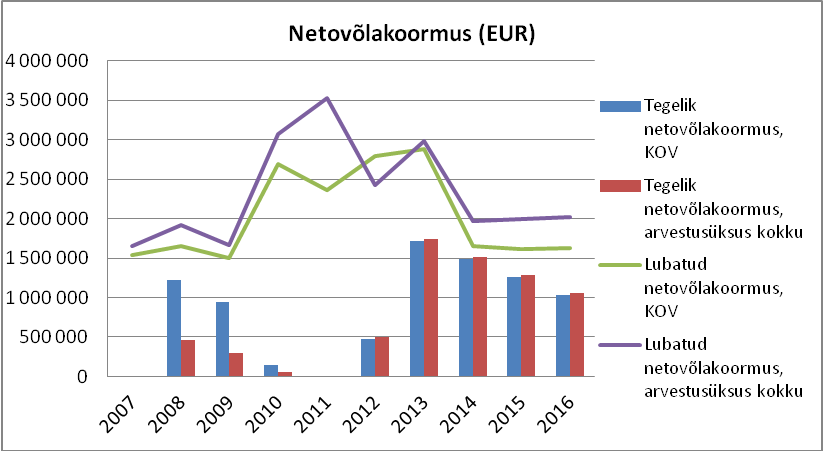 Netovõlakoormus (EUR)
4 000 000
3 500 000
3 000 000
2 500 000
2 000 000
1 500 000
1 000 000
500 000
0
2007
2008
2009
2010
2011
2012
2013
2014
2015
2016
Tegelik
netovõlakoormus,
KOV
Tegelik
netovõlakoormus,
arvestusüksus kokku
Lubatud
netovõlakoormus,
KOV
Lubatud
netovõlakoormus,
arvestusüksus kokku